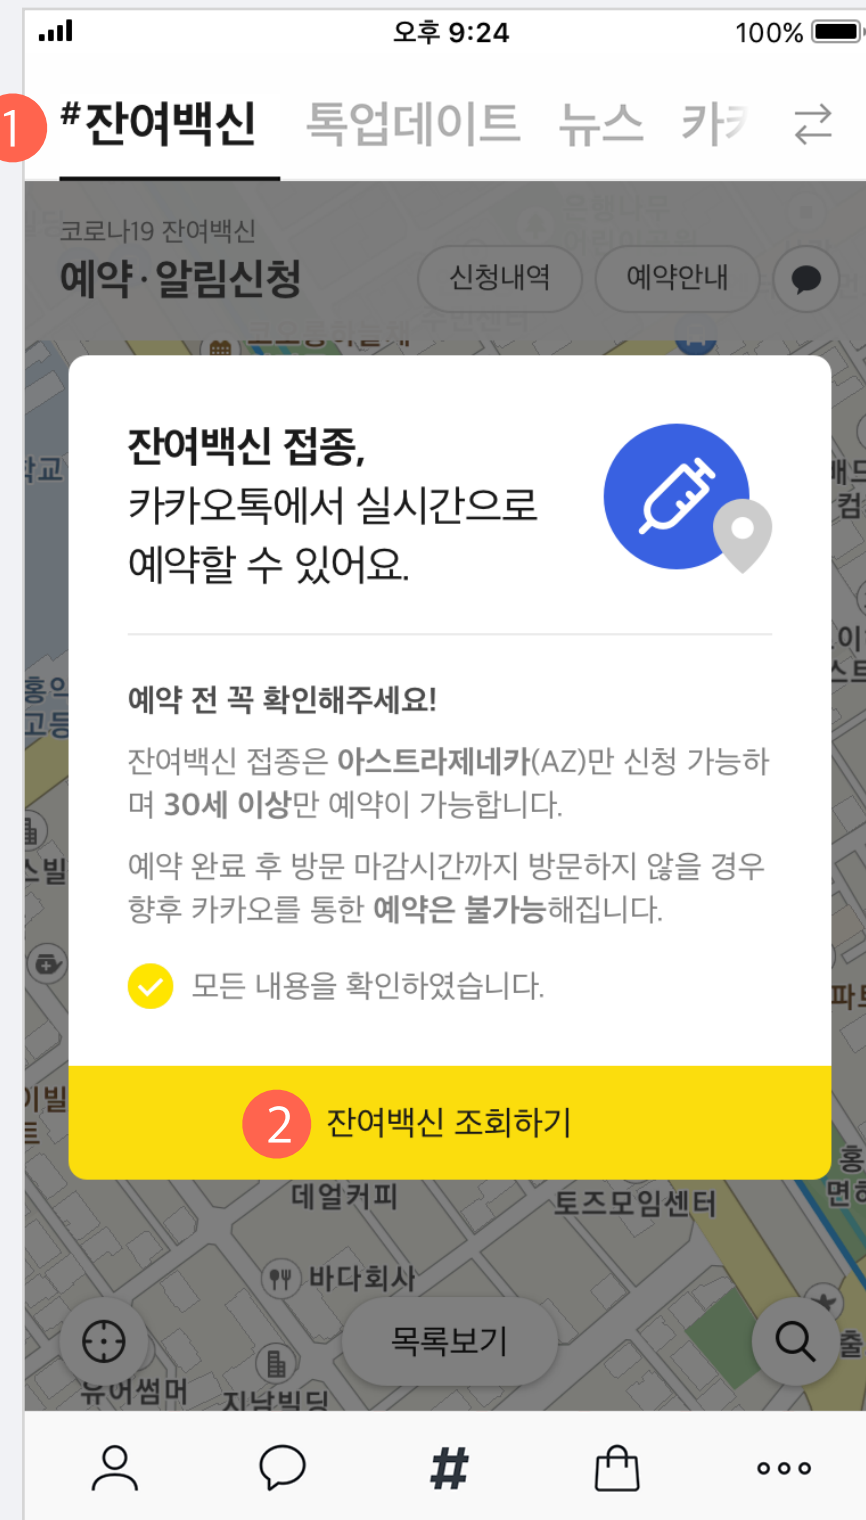 오후 9:24 100%
1 #잔여백신 톡업데이트 뉴스
코로나19 잔여백신
예약·알림신청 신청내역 예약안내
잔여백신 접종,
카카오톡에서 실시간으로
예약할 수 있어요.
예약 전 꼭 확인해주세요!
잔여백신 접종은 아스트라제네카(AZ)만 신청 가능하
며 30세 이상만 예약이 가능합니다.
예약 완료 후 방문 마감시간까지 방문하지 않을 경우
향후 카카오를 통한 예약은 불가능해집니다.
모든 내용을 확인하였습니다.
2 잔여백신 조회하기
데얼커피 토즈모임센터
바다회사
목록보기
유어썸머 지남빌딩